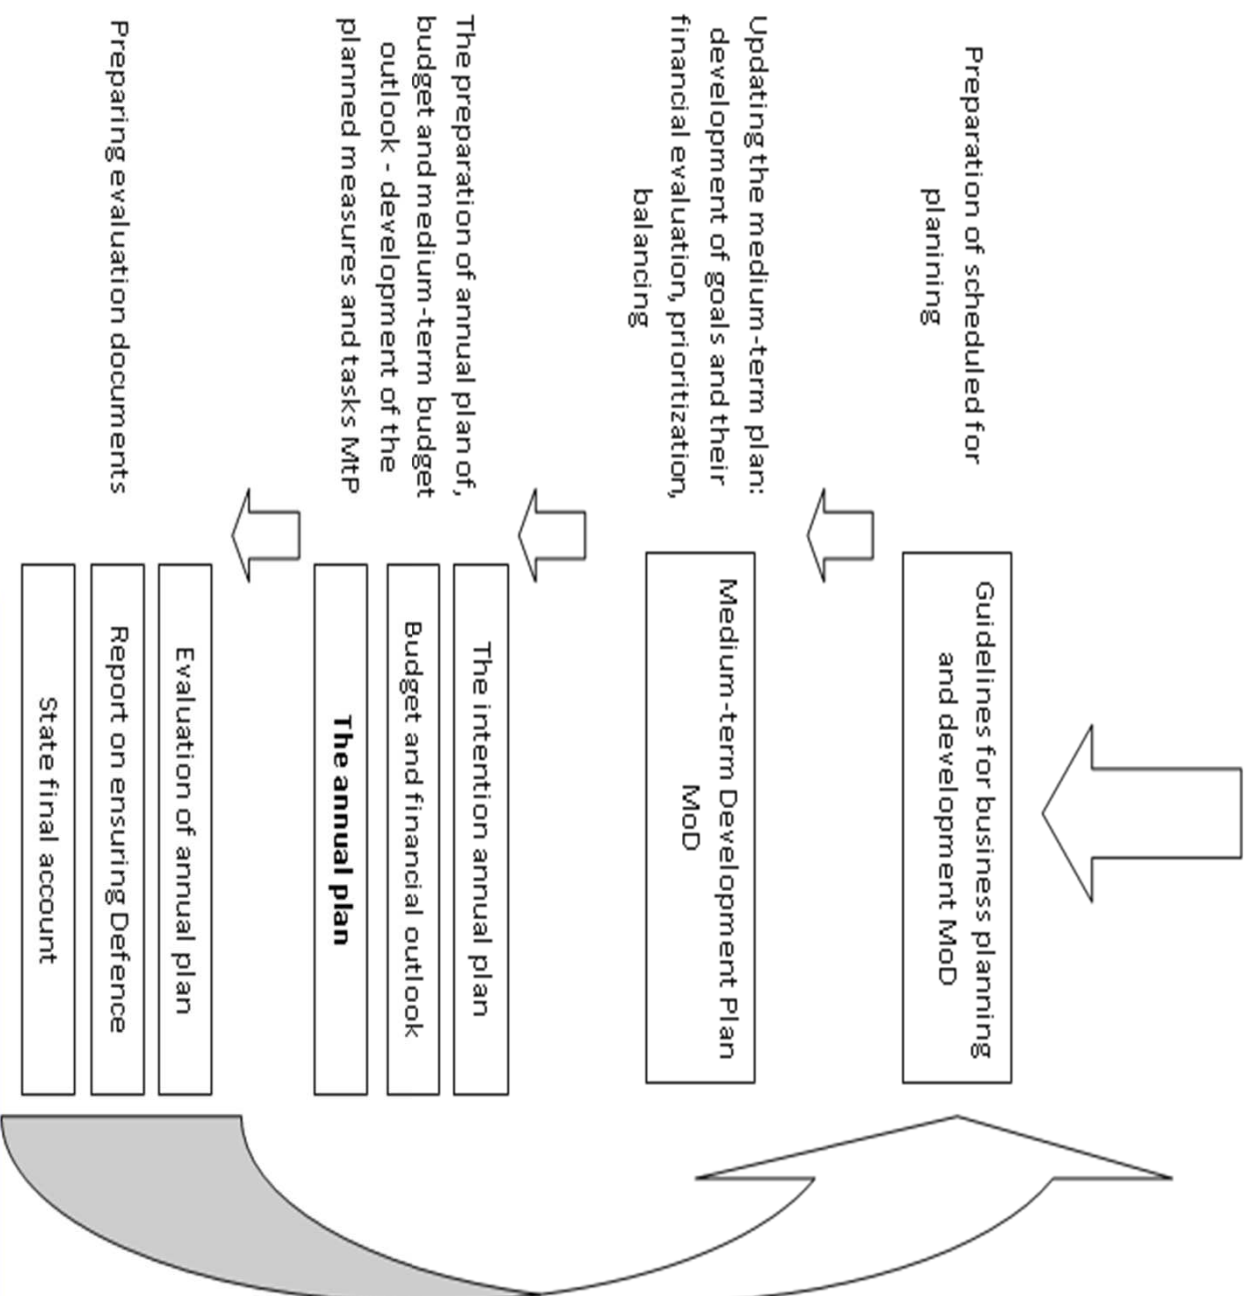 Preparation of scheduled for
planining
Guidelines for business planning
and development MoD
Updating the medium-term plan:
development of goals and their
financial evaluation, prioritization,
balancing
Medium-term Development Plan
MoD
The preparation of annual plan of,
budget and medium-term budget
outlook - development of the
planned measures and tasks MtP
The intention annual plan
Budget and financial outlook
The annual plan
Preparing evaluation documents
Evaluation of annual plan
Report on ensuring Defence
State final account